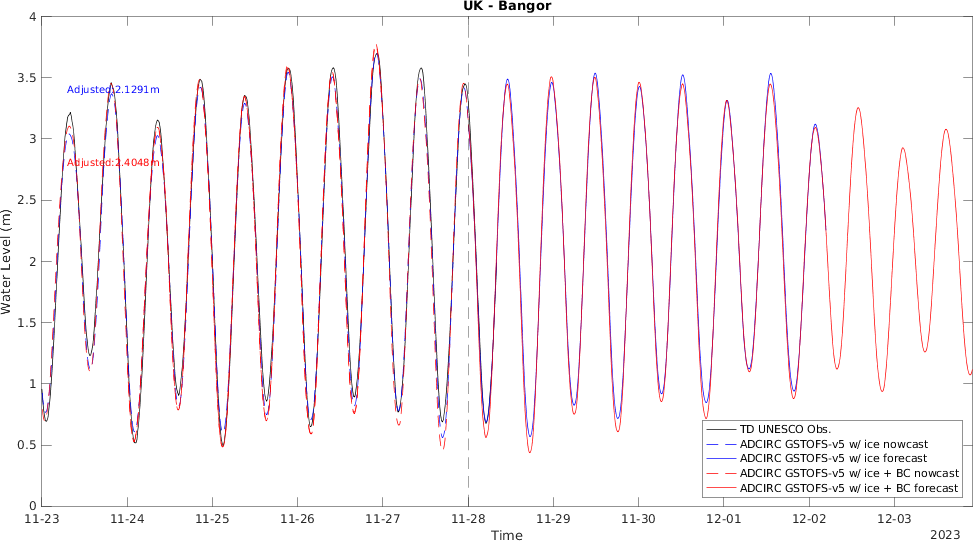 UK - Bangor
4
3.5
3
2.5
2
1.5
1
0.5
0
Water Level (m)
Adjusted:2.1291m
Adjusted:2.4048m
TD UNESCO Obs.
ADCIRC GSTOFS-v5 w/ ice nowcast
ADCIRC GSTOFS-v5 w/ ice forecast
ADCIRC GSTOFS-v5 w/ ice + BC nowcast
ADCIRC GSTOFS-v5 w/ ice + BC forecast
11-23 11-24 11-25 11-26 11-27 11-28 11-29 11-30 12-01 12-02 12-03
Time
2023